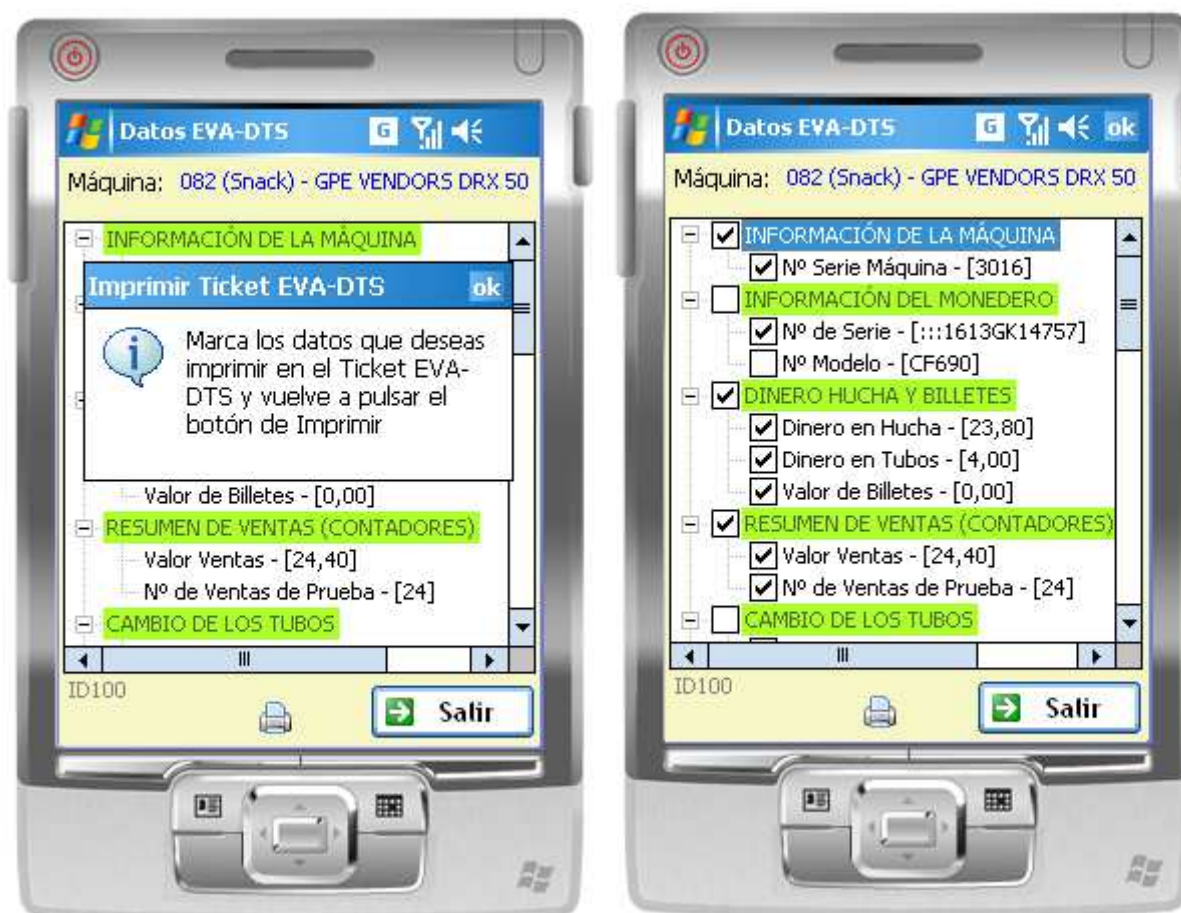 Datos EVA-DTS
G
Máquina: 082 (Snack) - GPE VENDORS DRX 50
INFORMACIÓN DE LA MÁQUINA
Imprimir Ticket EVA-DTS ok
Marca los datos que deseas
imprimir en el Ticket EVA-
DTS y vuelve a pulsar el
botón de Imprimir
Valor de Billetes - [0,00]
RESUMEN DE VENTAS (CONTADORES)
Valor Ventas - [24,40]
Nº de Ventas de Prueba - [24]
CAMBIO DE LOS TUBOS
ID100
Salir
Datos EVA-DTS
G
ok
Máquina: 082 (Snack) - GPE VENDORS DRX 50
INFORMACIÓN DE LA MÁQUINA
Nº Serie Máquina - [3016]
INFORMACIÓN DEL MONEDERO
Nº de Serie - [:::1613GK14757]
Nº Modelo - [CF690]
DINERO HUCHA Y BILLETES
Dinero en Hucha - [23,80]
Dinero en Tubos - [4,00]
Valor de Billetes - [0,00]
RESUMEN DE VENTAS (CONTADORES)
Valor Ventas - [24,40]
Nº de Ventas de Prueba - [24]
CAMBIO DE LOS TUBOS
ID100
Salir